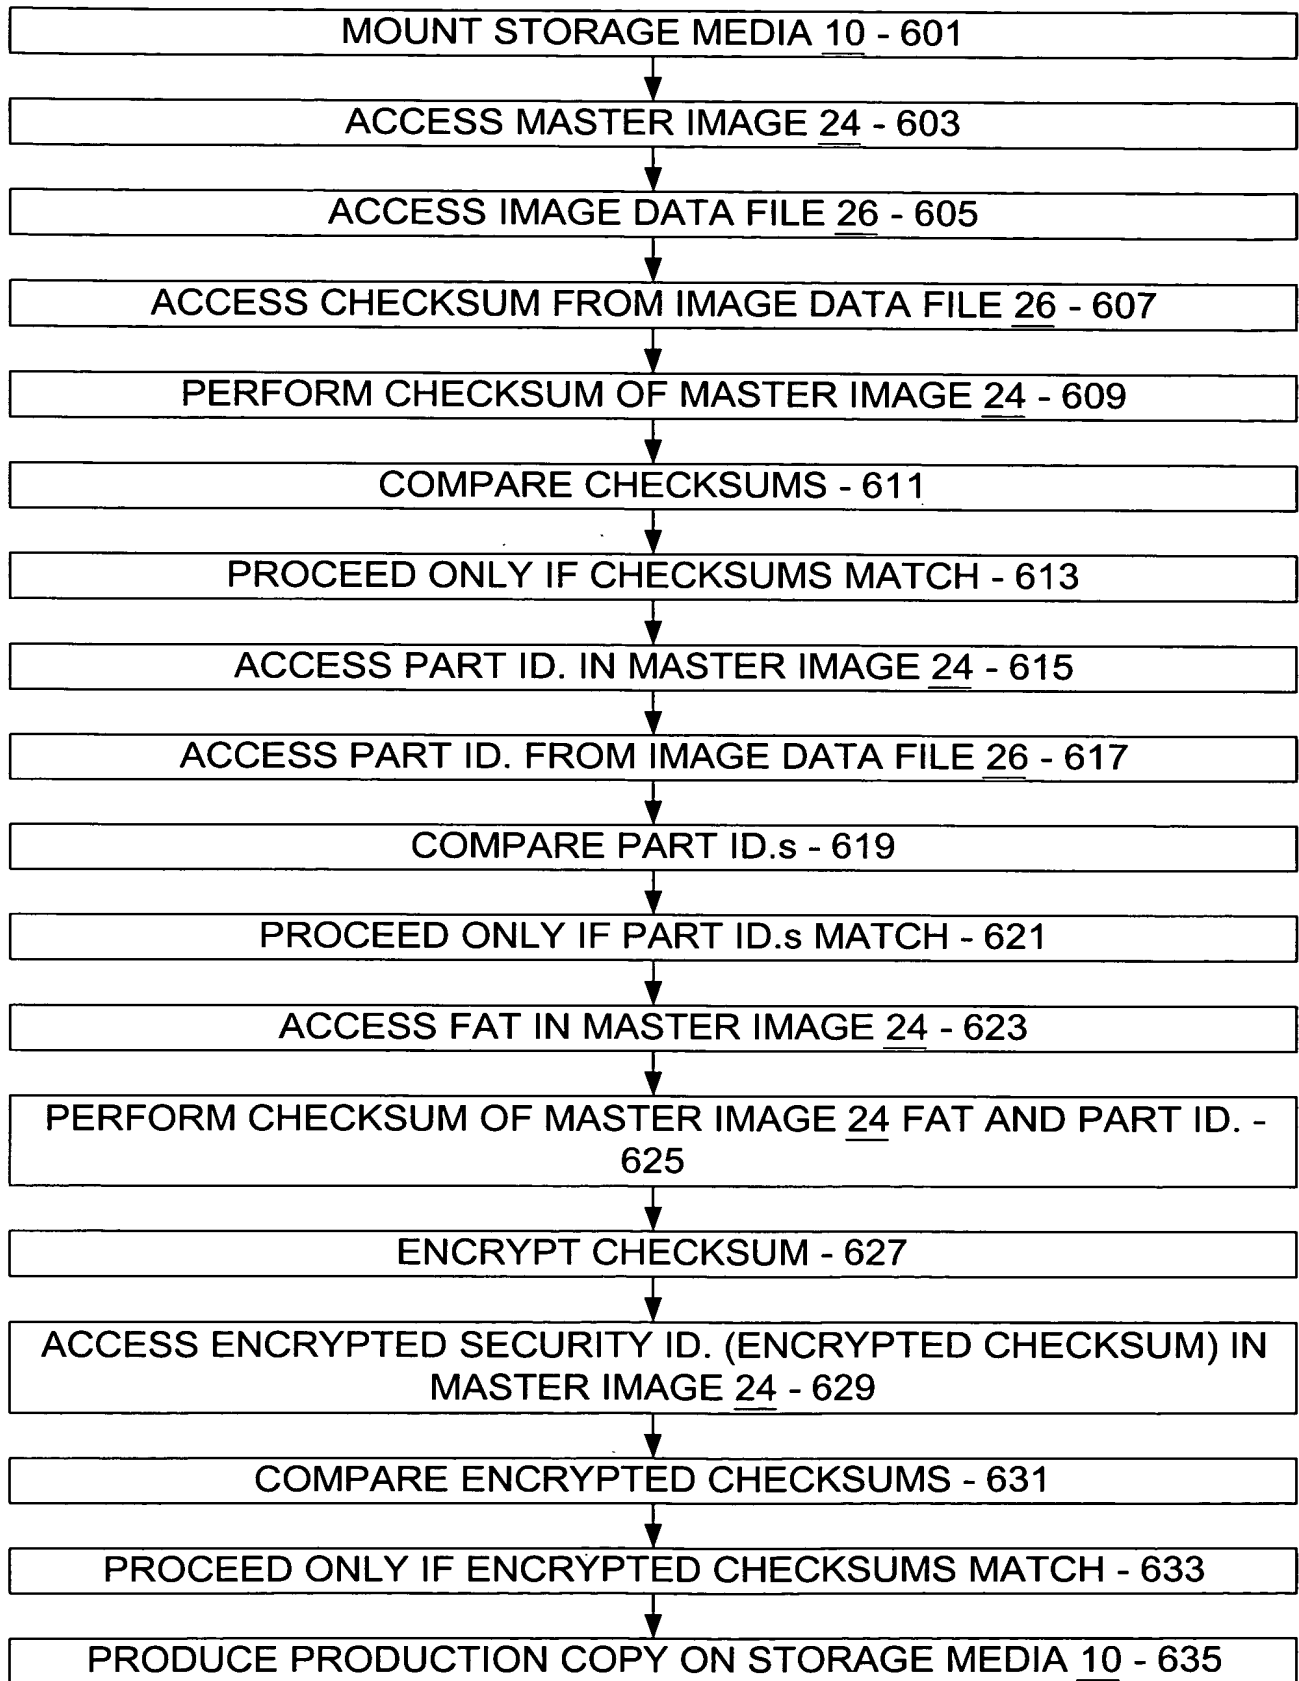 MOUNT STORAGE MEDIA 10 - 601
ACCESS MASTER IMAGE 24 - 603
ACCESS IMAGE DATA FILE 26 - 605
ACCESS CHECKSUM FROM IMAGE DATA FILE 26 - 607
PERFORM CHECKSUM OF MASTER IMAGE 24 - 609
COMPARE CHECKSUMS - 611
PROCEED ONLY IF CHECKSUMS MATCH - 613
ACCESS PART ID. IN MASTER IMAGE 24 - 615
ACCESS PART ID. FROM IMAGE DATA FILE 26 - 617
COMPARE PART ID.s - 619
PROCEED ONLY IF PART ID.s MATCH - 621
ACCESS FAT IN MASTER IMAGE 24 - 623
PERFORM CHECKSUM OF MASTER IMAGE 24 FAT AND PART ID. -
625
ENCRYPT CHECKSUM - 627
ACCESS ENCRYPTED SECURITY ID. (ENCRYPTED CHECKSUM) IN
MASTER IMAGE 24 - 629
COMPARE ENCRYPTED CHECKSUMS - 631
PROCEED ONLY IF ENCRYPTED CHECKSUMS MATCH - 633
PRODUCE PRODUCTION COPY ON STORAGE MEDIA 10 - 635